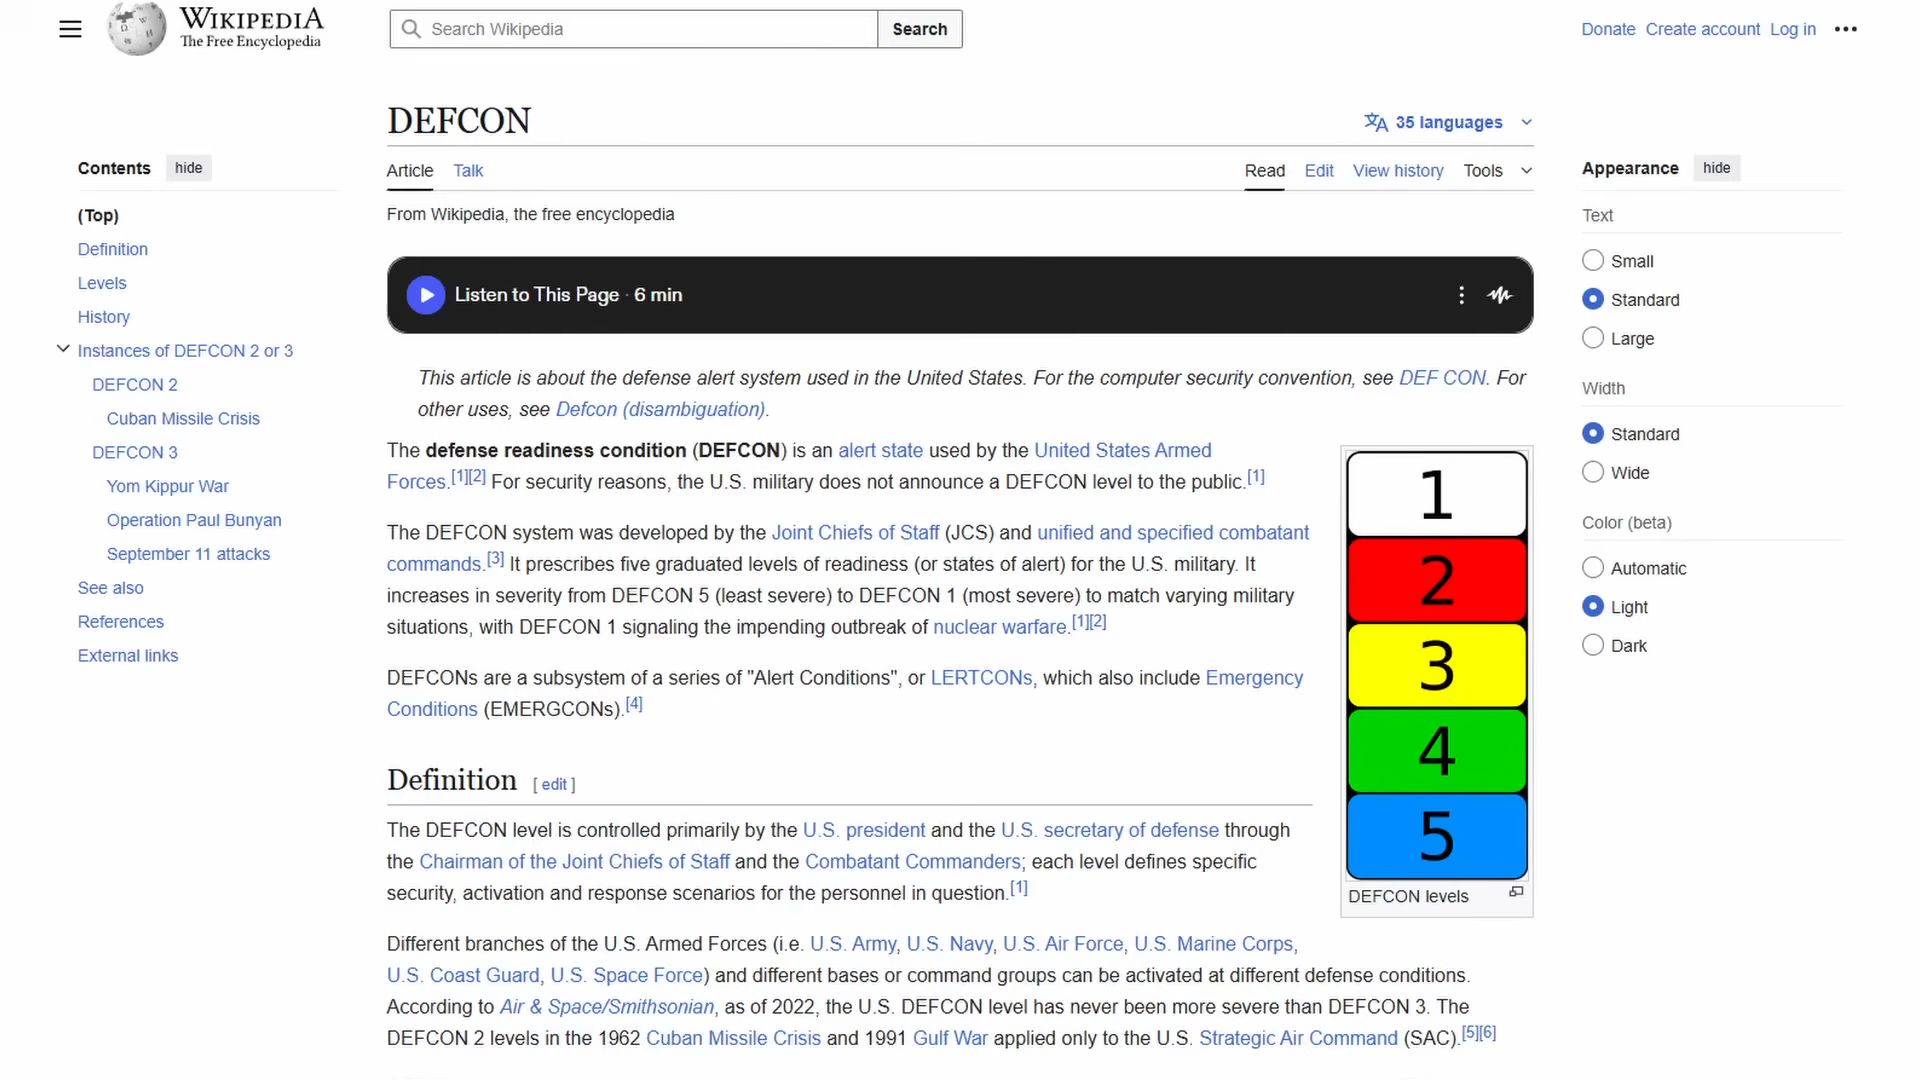 WIKIPEDIA
The Free Encyclopedia
Search Wikipedia
Search
Donate Create account Log in
DEFCON
35 languages
Contents hide
Article Talk
Read Edit View history Tools
Appearance hide
(Top)
Definition
Levels
History
Instances of DEFCON 2 or 3
DEFCON 2
Cuban Missile Crisis
DEFCON 3
Yom Kippur War
Operation Paul Bunyan
September 11 attacks
See also
References
External links
From Wikipedia, the free encyclopedia
Listen to This Page · 6 min
This article is about the defense alert system used in the United States. For the computer security convention, see DEF CON. For
other uses, see Defcon (disambiguation).
The defense readiness condition (DEFCON) is an alert state used by the United States Armed
Forces.[1][2] For security reasons, the U.S. military does not announce a DEFCON level to the public.[1]
The DEFCON system was developed by the Joint Chiefs of Staff (JCS) and unified and specified combatant
commands.[3] It prescribes five graduated levels of readiness (or states of alert) for the U.S. military. It
increases in severity from DEFCON 5 (least severe) to DEFCON 1 (most severe) to match varying military
situations, with DEFCON 1 signaling the impending outbreak of nuclear warfare.[1][2]
DEFCONs are a subsystem of a series of "Alert Conditions", or LERTCONs, which also include Emergency
Conditions (EMERGCONs).[4]
1
2
3
4
5
DEFCON levels
Definition [ edit ]
The DEFCON level is controlled primarily by the U.S. president and the U.S. secretary of defense through
the Chairman of the Joint Chiefs of Staff and the Combatant Commanders; each level defines specific
security, activation and response scenarios for the personnel in question.[1]
Different branches of the U.S. Armed Forces (i.e. U.S. Army, U.S. Navy, U.S. Air Force, U.S. Marine Corps,
U.S. Coast Guard, U.S. Space Force) and different bases or command groups can be activated at different defense conditions.
According to Air & Space/Smithsonian, as of 2022, the U.S. DEFCON level has never been more severe than DEFCON 3. The
DEFCON 2 levels in the 1962 Cuban Missile Crisis and 1991 Gulf War applied only to the U.S. Strategic Air Command (SAC).[5][6]
Text
Small
Standard
Large
Width
Standard
Wide
Color (beta)
Automatic
Light
Dark